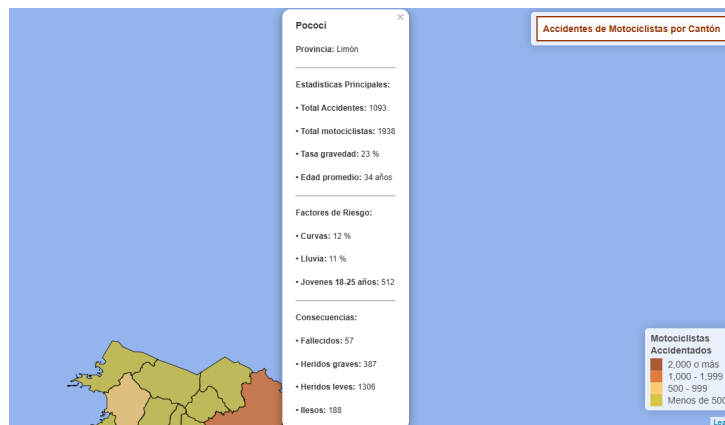 ×
Pococí
Provincia: Limón
Estadísticas Principales:
• Total Accidentes: 1093
• Total motociclistas: 1938
• Tasa gravedad: 23 %
• Edad promedio: 34 años
Factores de Riesgo:
• Curvas: 12 %
• Lluvia: 11 %
• Jovenes 18-25 años: 512
Consecuencias:
• Fallecidos: 57
• Heridos graves: 387
• Heridos leves: 1306
• Ilesos: 188
Accidentes de Motociclistas por Cantón
Motociclistas
Accidentados
2,000 o más
1,000 - 1,999
500 - 999
Menos de 500